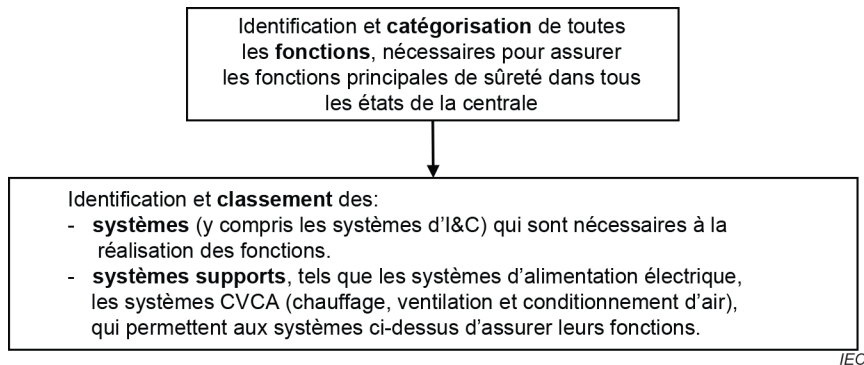 Identification et catégorisation de toutes
les fonctions, nécessaires pour assurer
les fonctions principales de sûreté dans tous
les états de la centrale
Identification et classement des:
- systèmes (y compris les systèmes d'I&C) qui sont nécessaires à la
réalisation des fonctions.
- systèmes supports, tels que les systèmes d'alimentation électrique,
les systèmes CVCA (chauffage, ventilation et conditionnement d'air),
qui permettent aux systèmes ci-dessus d'assurer leurs fonctions.
IEC